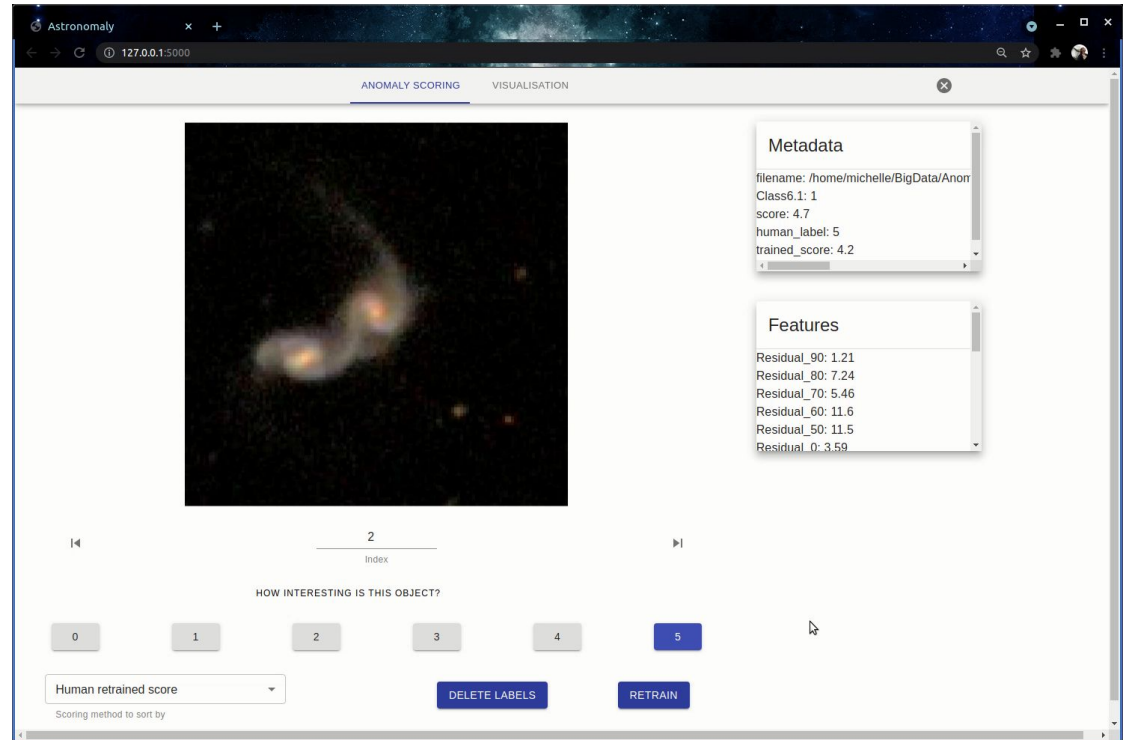 Astronomaly
127.0.0.1:5000
ANOMALY SCORING VISUALISATION
Metadata
filename: /home/michelle/BigData/Anom
Class6.1: 1
score: 4.7
human_label: 5
trained_score: 4.2
Features
Residual_90: 1.21
Residual_80: 7.24
Residual_70: 5.46
Residual_60: 11.6
Residual_50: 11.5
Residual_0: 3.59
2
Index
HOW INTERESTING IS THIS OBJECT?
0 1 2 3 4 5
Human retrained score
DELETE LABELS RETRAIN
Scoring method to sort by